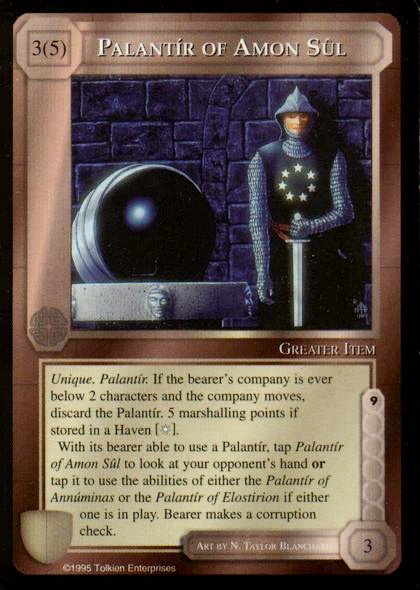 3(5)
PALANTÍR OF AMON SÛL
GREATER ITEM
Unique. Palantír. If the bearer's company is ever
below 2 characters and the company moves,
discard the Palantír. 5 marshalling points if
stored in a Haven [☼].
With its bearer able to use a Palantír, tap Palantír
of Amon Sûl to look at your opponent's hand or
tap it to use the abilities of either the Palantír of
Annúminas or the Palantír of Elostirion if either
one is in play. Bearer makes a corruption
check.
9
ART BY N. TAYLOR BLANCHARD
3
©1995 Tolkien Enterprises